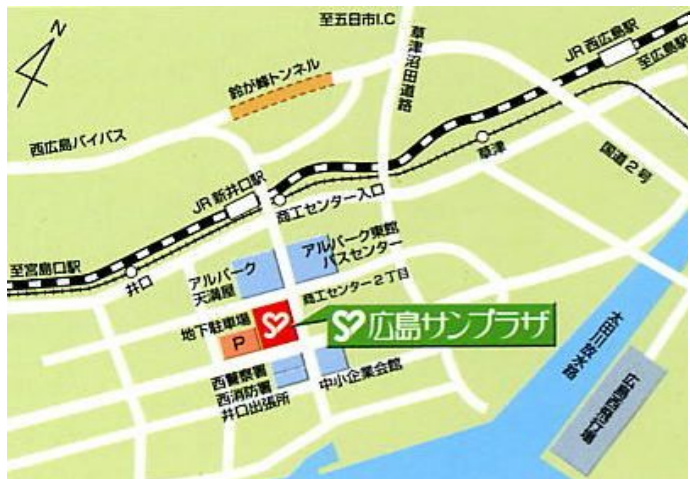 N
至五日市I.C
草津沼田道路
JR西広島駅
至広島駅
鈴が峰トンネル
西広島バイパス
草津
国道2号
JR新井口駅
商工センター入口
至宮島口駅
井口
アルパーク東館
バスセンター
アルパーク
天満屋
商工センター2丁目
地下駐車場
P
広島サンプラザ
太田川放水路
西警察署
西消防署
井口出張所
中小企業会館
広島西飛行場